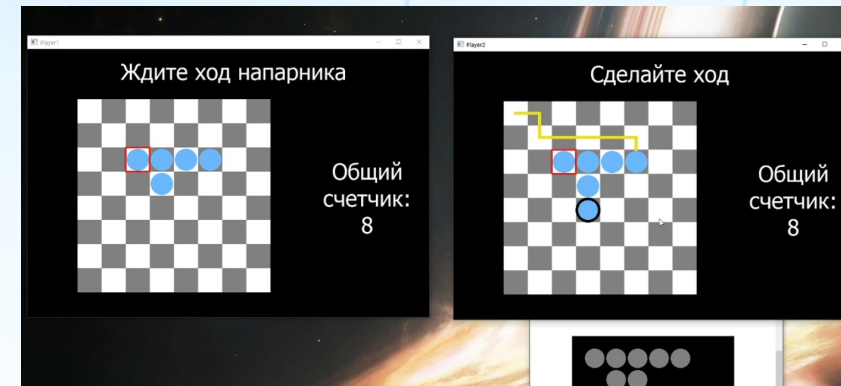 Player1
Ждите ход напарника
Общий
счетчик:
8
Player2
Сделайте ход
Общий
счетчик:
8